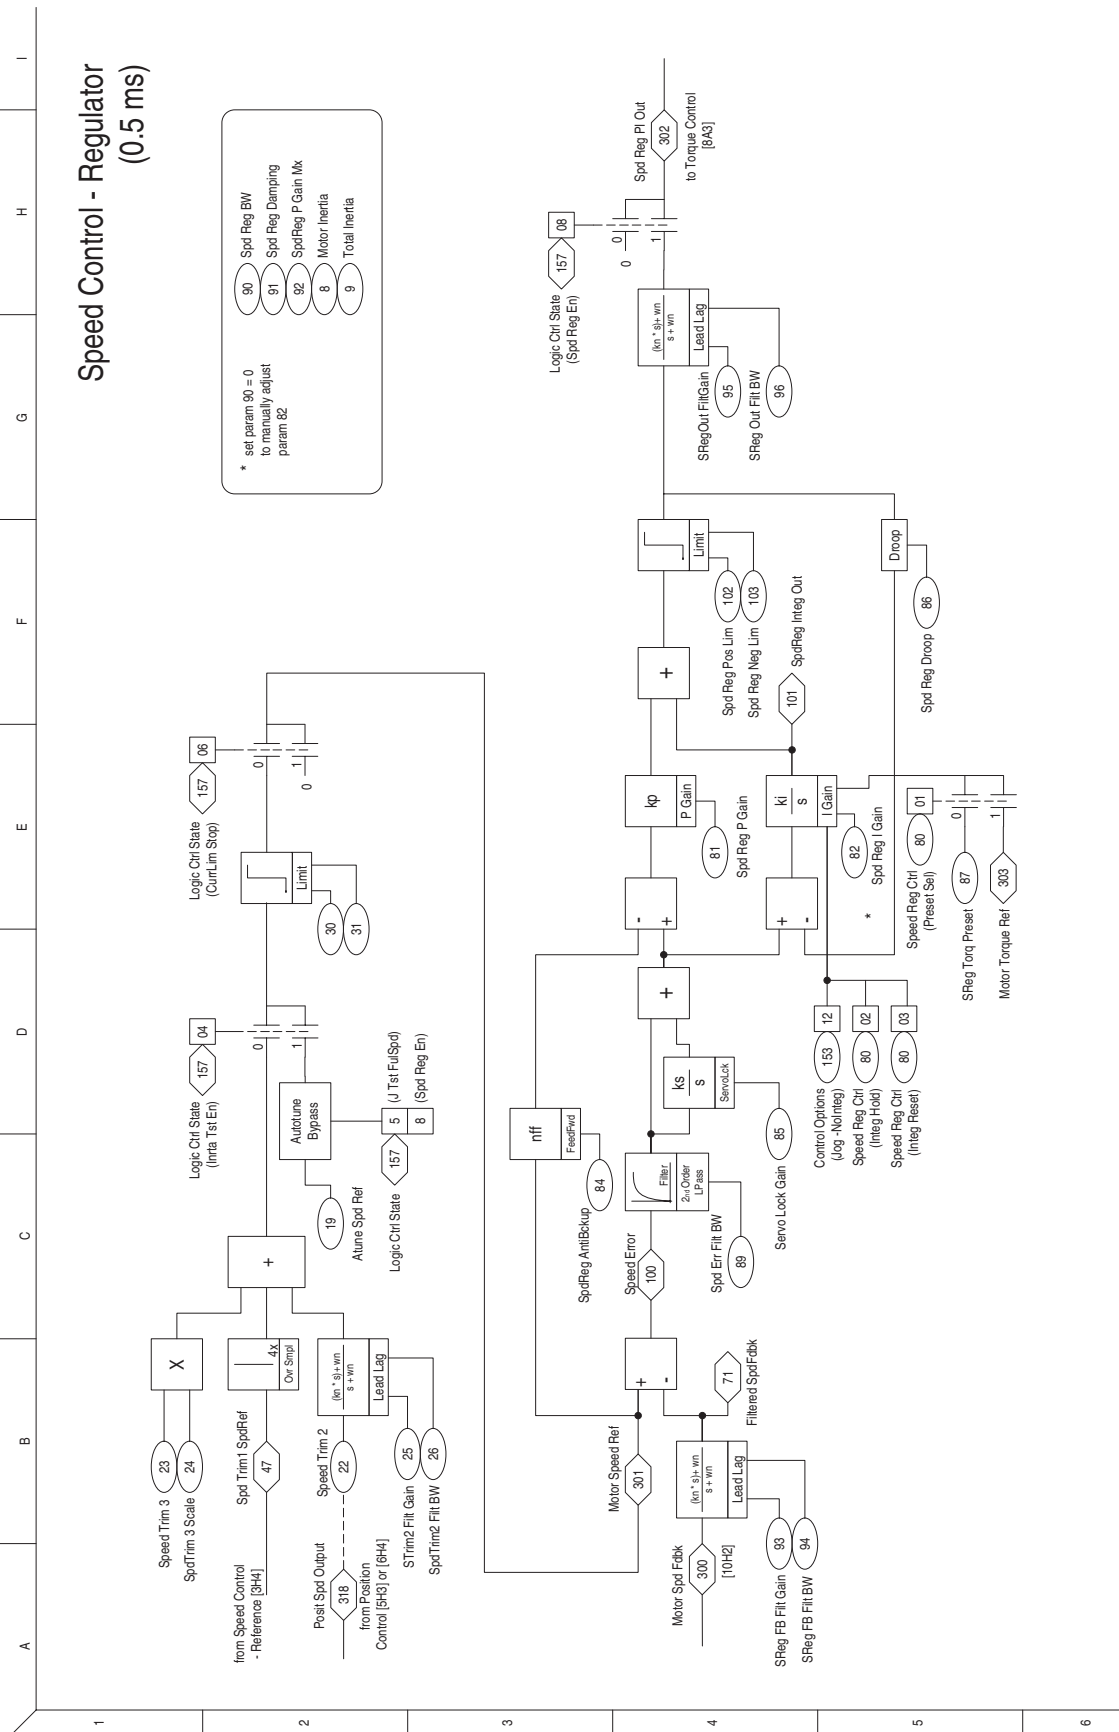 Speed Control - Regulator
(0.5 ms)
A
B
C
D
E
F
G
H
I
1
2
3
4
5
6
* set param 90 = 0
to manually adjust
param 82
90 Spd Reg BW
91 Spd Reg Damping
92 SpdReg P Gain Mx
8 Motor Inertia
9 Total Inertia
Speed Trim 3
23
SpdTrim 3 Scale
24
X
from Speed Control
- Reference [3H4]
Spd Trim1 SpdRef
47
4x
Ovr Smpl
Posit Spd Output
318
from Position
Control [5H3] or [6H4]
Speed Trim 2
22
(kn * s)+ wn
s + wn
Lead Lag
STrim2 Filt Gain
25
SpdTrim2 Filt BW
26
+
19
Atune Spd Ref
Autotune
Bypass
Logic Ctrl State
157
5 (J Tst FulSpd)
8 (Spd Reg En)
Logic Ctrl State
(Inrta Tst En)
157
04
0
1
Limit
30
31
Logic Ctrl State
(CurrLim Stop)
157
06
0
1
0
Motor Speed Ref
301
Motor Spd Fdbk
300
[10H2]
(kn * s)+ wn
s + wn
Lead Lag
SReg FB Filt Gain
93
SReg FB Filt BW
94
71
Filtered SpdFdbk
+
-
Speed Error
100
nff
FeedFwd
84
SpdReg AntiBckup
Filter
2nd Order
LPass
Spd Err Filt BW
89
ks
s
ServoLck
85
Servo Lock Gain
+
-
+
kp
P Gain
81
Spd Reg P Gain
+
-
ki
s
I Gain
82
Spd Reg I Gain
*
Control Options
(Jog -NoInteg)
153
12
Speed Reg Ctrl
(Integ Hold)
80
02
Speed Reg Ctrl
(Integ Reset)
80
03
Speed Reg Ctrl
(Preset Sel)
80
01
0
1
SReg Torq Preset
87
Motor Torque Ref
303
101
SpdReg Integ Out
+
Limit
Spd Reg Pos Lim
102
Spd Reg Neg Lim
103
Droop
86
Spd Reg Droop
(kn * s)+ wn
s + wn
Lead Lag
SRegOut FiltGain
95
SReg Out Filt BW
96
Logic Ctrl State
(Spd Reg En)
157
08
0
0
1
Spd Reg PI Out
302
to Torque Control
[8A3]